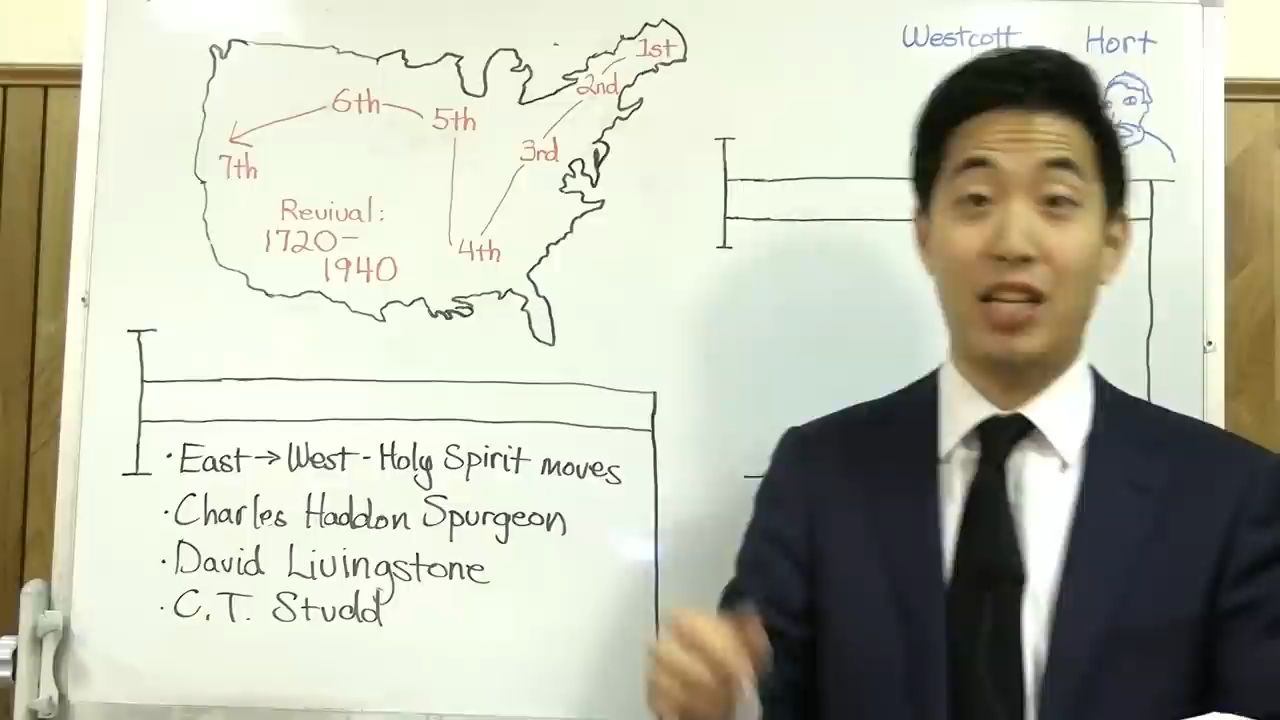 1st
2nd
3rd
4th
5th
6th
7th
Revival:
1720-
1940
• East → West - Holy Spirit moves
• Charles Haddon Spurgeon
• David Livingstone
• C.T. Studd
Westcott Hort